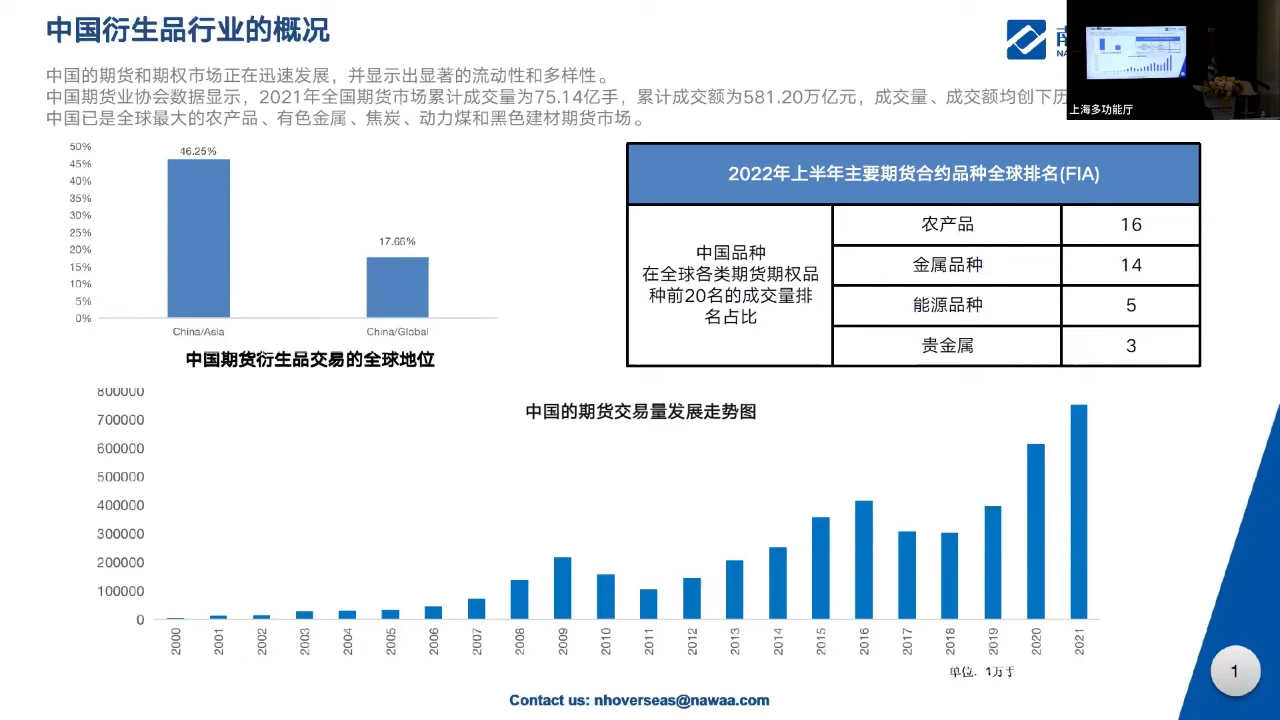 中国衍生品行业的概况
中国的期货和期权市场正在迅速发展，并显示出显著的流动性和多样性。
中国期货业协会数据显示，2021年全国期货市场累计成交量为75.14亿手，累计成交额为581.20万亿元，成交量、成交额均创下历
中国已是全球最大的农产品、有色金属、焦炭、动力煤和黑色建材期货市场。
上海多功能厅
50%
45%
40%
35%
30%
25%
20%
15%
10%
5%
0%
46.25%
17.66%
China/Asia
China/Global
中国期货衍生品交易的全球地位
2022年上半年主要期货合约品种全球排名(FIA)
中国品种
在全球各类期货期权品
种前20名的成交量排
名占比
农产品 16
金属品种 14
能源品种 5
贵金属 3
中国的期货交易量发展走势图
800000
700000
600000
500000
400000
300000
200000
100000
0
2000 2001 2002 2003 2004 2005 2006 2007 2008 2009 2010 2011 2012 2013 2014 2015 2016 2017 2018 2019 2020 2021
单位：1万手
Contact us: nhoverseas@nawaa.com
1